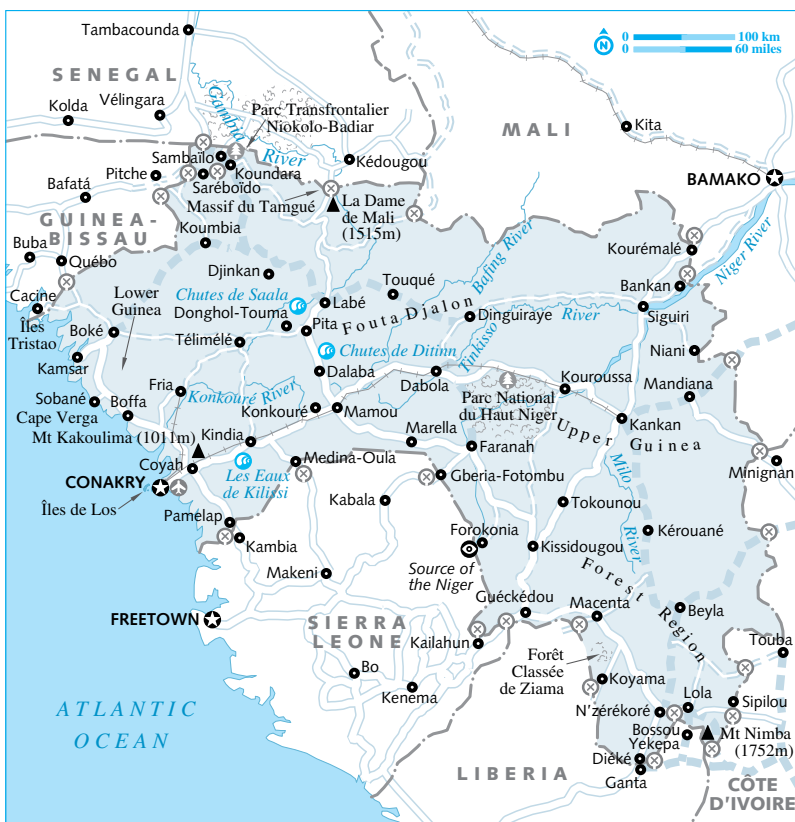 Tambacounda
0 100 km
0 60 miles
N
SENEGAL
Kolda
Vélingara
Gambia
River
Parc Transfrontalier
Niokolo-Badiar
MALI
Kita
Sambaïlo
Koundara
Kédougou
Pitche
Saréboïdo
Bafatá
BAMAKO
Massif du Tamgué
La Dame
de Mali
(1515m)
GUINEA-
BISSAU
Koumbia
Buba
Québo
Kourémalé
Niger River
Bafing River
Djinkan
Touqué
Bankan
Cacine
Lower
Guinea
Chutes de Saala
Labé
Fouta Djalon
Donghol-Touma
Pita
Dinguiraye
Tinkisso
River
Siguiri
Îles
Tristao
Boké
Télimélé
Chutes de Ditinn
Niani
Kamsar
Dalaba
Dabola
Kouroussa
Mandiana
Fria
Konkouré River
Parc National
du Haut Niger
Sobané
Boffa
Cape Verga
Konkouré
Mamou
Kankan
Upper
Guinea
Mt Kakoulima (1011m)
Kindia
Marella
Faranah
Coyah
Medina-Oula
Minignan
CONAKRY
Les Eaux
de Kilissi
Gberia-Fotombu
Milo
River
Îles de Los
Kabala
Tokounou
Pamelap
Kambia
Forokonia
Kissidougou
Kérouané
Source of
the Niger
Makeni
Forest
Region
FREETOWN
Guéckédou
Macenta
Beyla
SIERRA
LEONE
Kailahun
Touba
Bo
Forêt
Classée
de Ziama
Koyama
Kenema
Lola
Sipilou
N'zérékoré
ATLANTIC
OCEAN
Bossou
Yekepa
Mt Nimba
(1752m)
LIBERIA
Diéké
Ganta
CÔTE
D'IVOIRE